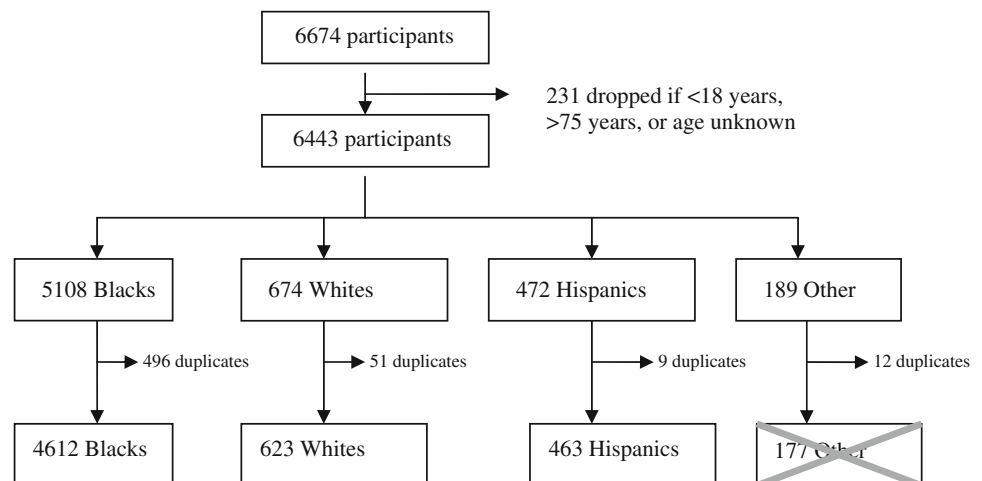 6674 participants
231 dropped if <18 years,
>75 years, or age unknown
6443 participants
5108 Blacks
674 Whites
472 Hispanics
189 Other
496 duplicates
51 duplicates
9 duplicates
12 duplicates
4612 Blacks
623 Whites
463 Hispanics
177 Other